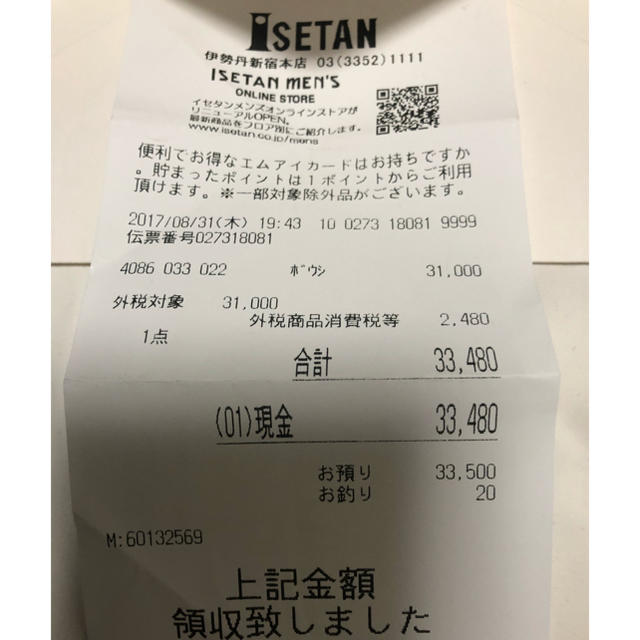 ISETAN
伊勢丹新宿本店 03(3352)1111
ISETAN MEN'S
ONLINE STORE
イセタンメンズオンラインストアが
リニューアルOPEN。
最新商品をフロア別にご紹介します。
www.isetan.co.jp/mens
便利でお得なエムアイカードはお持ちですか
。貯まったポイントは1ポイントからご利用
頂けます。※一部対象除外品がございます。
2017/08/31(木) 19:43 10 0273 18081 9999
伝票番号027318081
4086 033 022 ボウシ 31,000
外税対象 31,000
外税商品消費税等 2,480
1点
合計 33,480
(01)現金 33,480
お預り 33,500
お釣り 20
M:60132569
上記金額
領収致しました